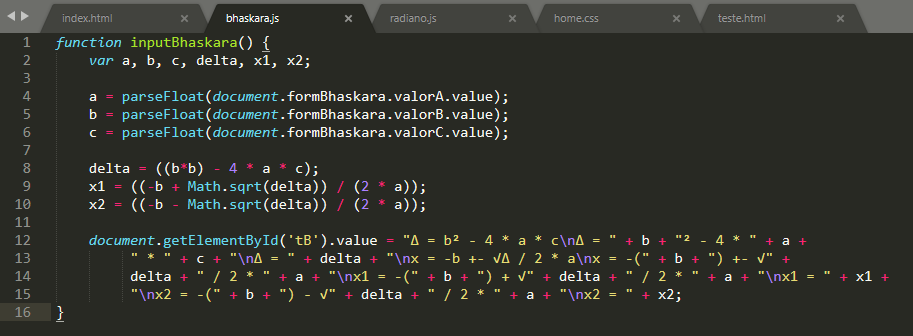 index.html × bhaskara.js × radiano.js × home.css × teste.html ×
1 function inputBhaskara() {
2 var a, b, c, delta, x1, x2;
3
4 a = parseFloat(document.formBhaskara.valorA.value);
5 b = parseFloat(document.formBhaskara.valorB.value);
6 c = parseFloat(document.formBhaskara.valorC.value);
7
8 delta = ((b*b) - 4 * a * c);
9 x1 = ((-b + Math.sqrt(delta)) / (2 * a));
10 x2 = ((-b - Math.sqrt(delta)) / (2 * a));
11
12 document.getElementById('tB').value = "Δ = b² - 4 * a * c\nΔ = " + b + "² - 4 * " + a +
13 " * " + c + "\nΔ = " + delta + "\nx = -b +- √Δ / 2 * a\nx = -(" + b + ") +- √" +
14 delta + " / 2 * " + a + "\nx1 = -(" + b + ") + √" + delta + " / 2 * " + a + "\nx1 = " + x1 +
15 "\nx2 = -(" + b + ") - √" + delta + " / 2 * " + a + "\nx2 = " + x2;
16 }